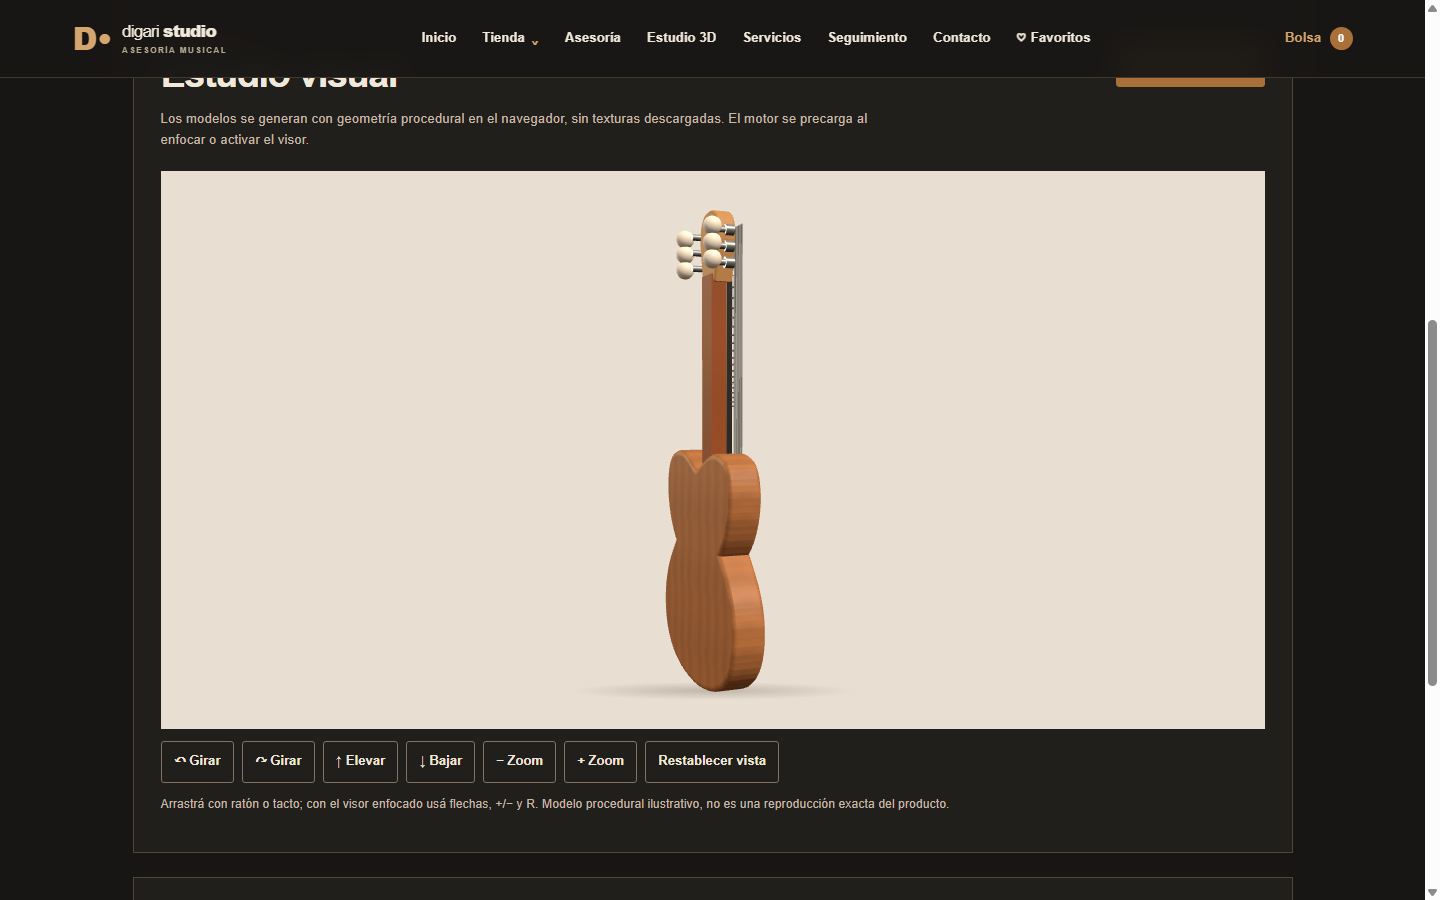 D•
digari studio
ASESORÍA MUSICAL
Inicio
Tienda
Asesoría
Estudio 3D
Servicios
Seguimiento
Contacto
♡ Favoritos
Bolsa 0
Estudio visual
Los modelos se generan con geometría procedural en el navegador, sin texturas descargadas. El motor se precarga al
enfocar o activar el visor.
↶ Girar
↷ Girar
↑ Elevar
↓ Bajar
− Zoom
+ Zoom
Restablecer vista
Arrastrá con ratón o tacto; con el visor enfocado usá flechas, +/− y R. Modelo procedural ilustrativo, no es una reproducción exacta del producto.